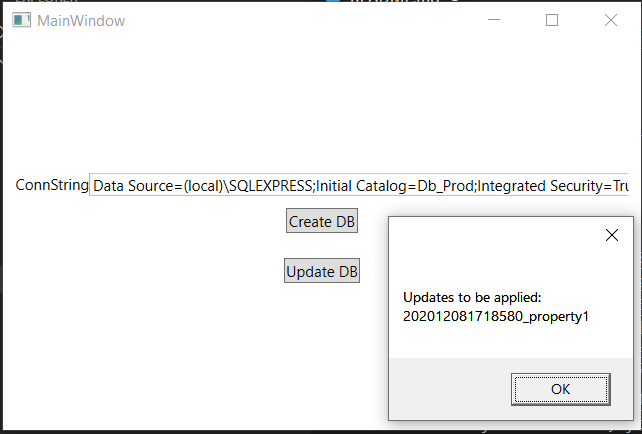 MainWindow
ConnString Data Source=(local)\SQLEXPRESS;Initial Catalog=Db_Prod;Integrated Security=Tru
Create DB
Update DB
Updates to be applied:
202012081718580_property1
OK